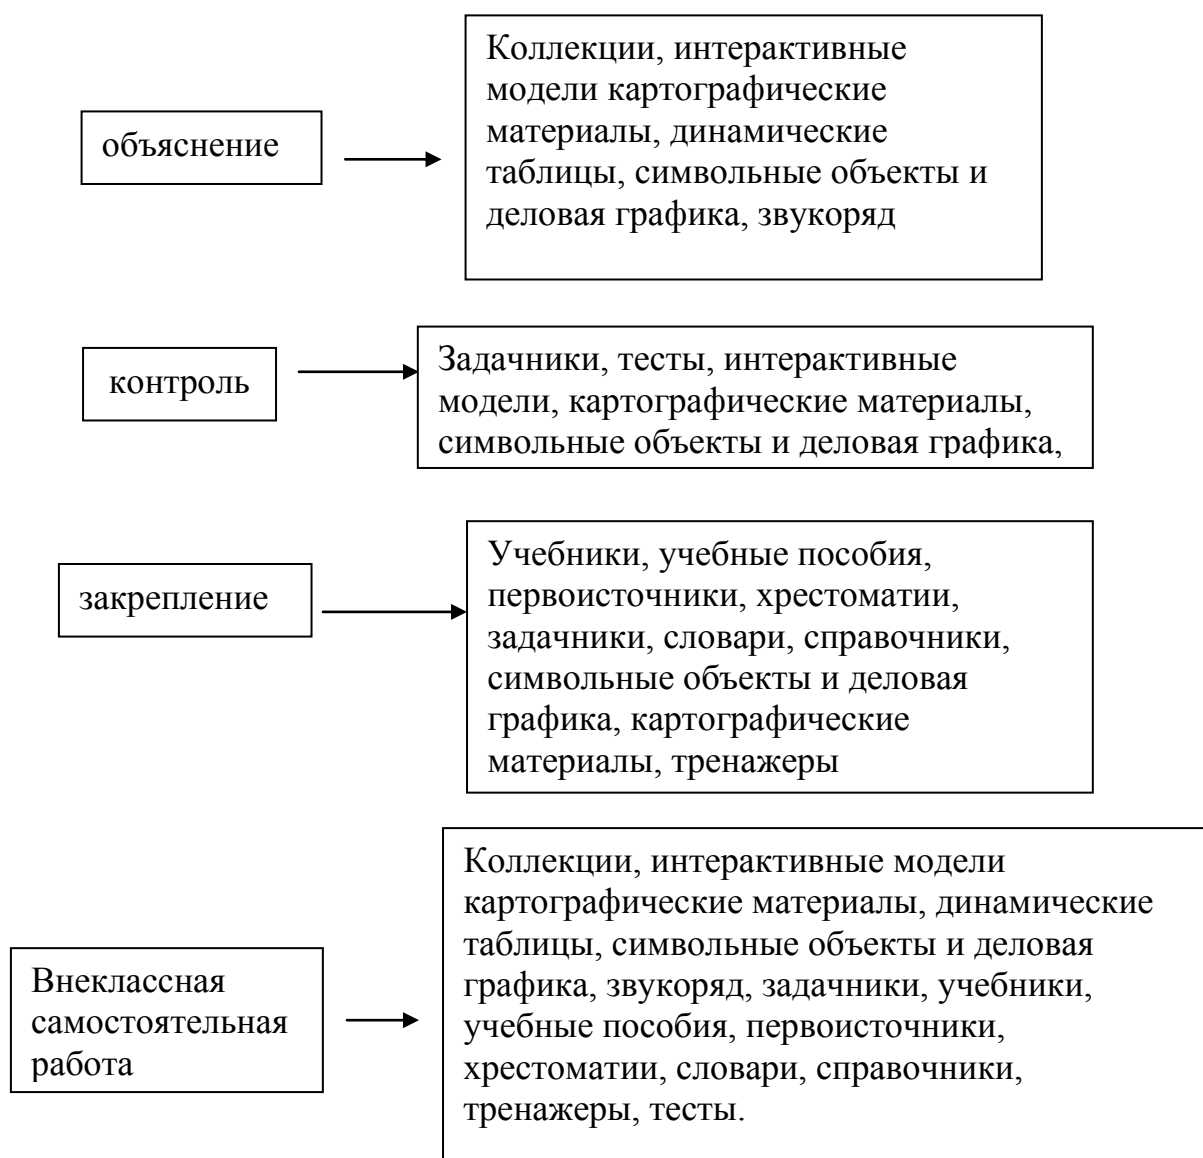 объяснение
Коллекции, интерактивные
модели картографические
материалы, динамические
таблицы, символьные объекты и
деловая графика, звукоряд
контроль
Задачники, тесты, интерактивные
модели, картографические материалы,
символьные объекты и деловая графика,
закрепление
Учебники, учебные пособия,
первоисточники, хрестоматии,
задачники, словари, справочники,
символьные объекты и деловая
графика, картографические
материалы, тренажеры
Внеклассная
самостоятельная
работа
Коллекции, интерактивные модели
картографические материалы, динамические
таблицы, символьные объекты и деловая
графика, звукоряд, задачники, учебники,
учебные пособия, первоисточники,
хрестоматии, словари, справочники,
тренажеры, тесты.